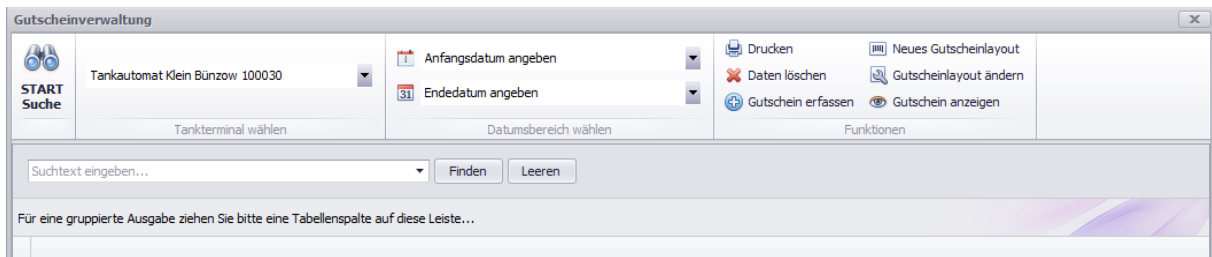 Gutscheinverwaltung
START
Suche
Tankautomat Klein Bünzow 100030
Tankterminal wählen
Anfangsdatum angeben
31 Endedatum angeben
Datumsbereich wählen
Drucken
Daten löschen
Gutschein erfassen
Neues Gutscheinlayout
Gutscheinlayout ändern
Gutschein anzeigen
Funktionen
Suchtext eingeben...
Finden
Leeren
Für eine gruppierte Ausgabe ziehen Sie bitte eine Tabellenspalte auf diese Leiste...